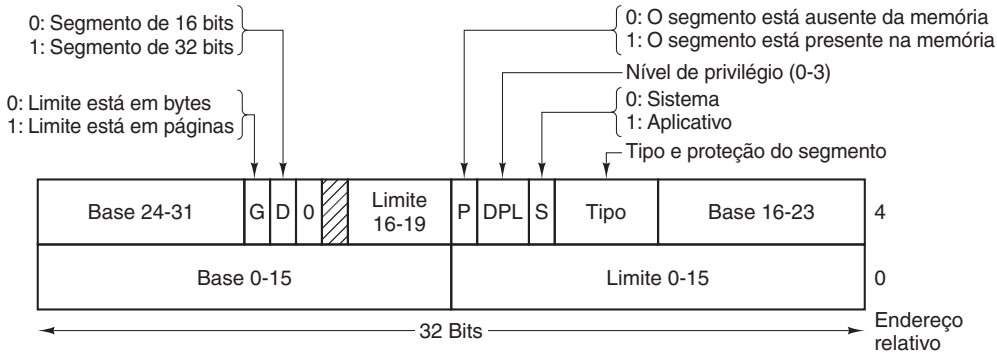 0: Segmento de 16 bits
1: Segmento de 32 bits
0: O segmento está ausente da memória
1: O segmento está presente na memória
Nível de privilégio (0-3)
0: Limite está em bytes
1: Limite está em páginas
0: Sistema
1: Aplicativo
Tipo e proteção do segmento
Base 24-31
G
D
0
Limite
16-19
P
DPL
S
Tipo
Base 16-23
4
Base 0-15
Limite 0-15
0
32 Bits
Endereço
relativo